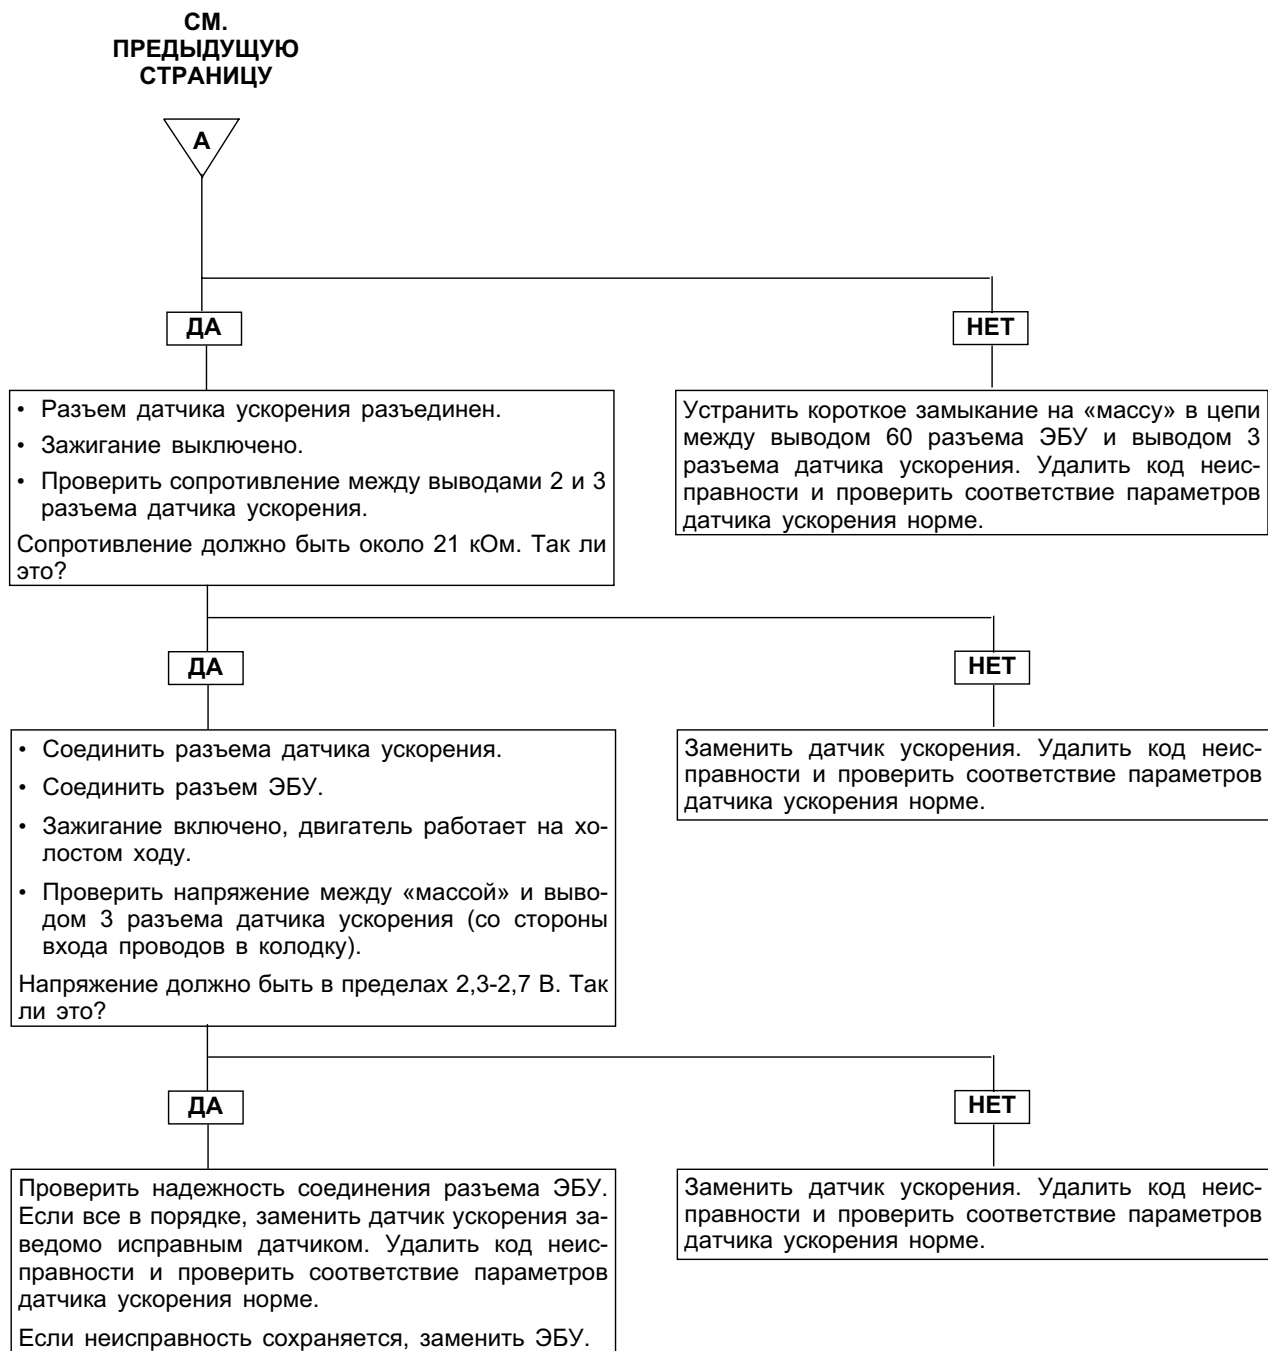 СМ.
ПРЕДЫДУЩУЮ
СТРАНИЦУ
А
ДА
НЕТ
• Разъем датчика ускорения разъединен.
• Зажигание выключено.
• Проверить сопротивление между выводами 2 и 3
разъема датчика ускорения.
Сопротивление должно быть около 21 кОм. Так ли
это?
Устранить короткое замыкание на «массу» в цепи
между выводом 60 разъема ЭБУ и выводом 3
разъема датчика ускорения. Удалить код неис-
правности и проверить соответствие параметров
датчика ускорения норме.
ДА
НЕТ
• Соединить разъема датчика ускорения.
• Соединить разъем ЭБУ.
• Зажигание включено, двигатель работает на хо-
лостом ходу.
• Проверить напряжение между «массой» и выво-
дом 3 разъема датчика ускорения (со стороны
входа проводов в колодку).
Напряжение должно быть в пределах 2,3-2,7 В. Так
ли это?
Заменить датчик ускорения. Удалить код неис-
правности и проверить соответствие параметров
датчика ускорения норме.
ДА
НЕТ
Проверить надежность соединения разъема ЭБУ.
Если все в порядке, заменить датчик ускорения за-
ведомо исправным датчиком. Удалить код неис-
правности и проверить соответствие параметров
датчика ускорения норме.
Если неисправность сохраняется, заменить ЭБУ.
Заменить датчик ускорения. Удалить код неис-
правности и проверить соответствие параметров
датчика ускорения норме.